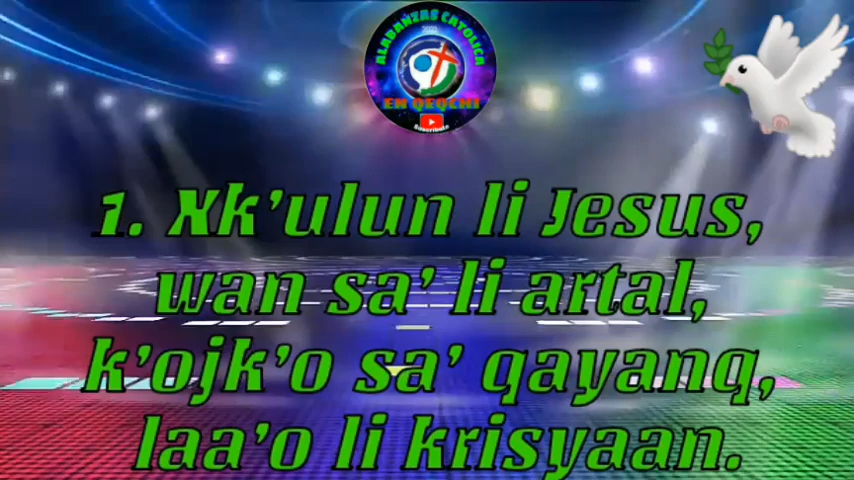 ALABANZAS CATOLICA
EN QEQCHI
Suscribete
1. Xk'ulun li Jesus,
wan sa' li artal,
k'ojk'o sa' qayanq,
laa'o li krisyaan.